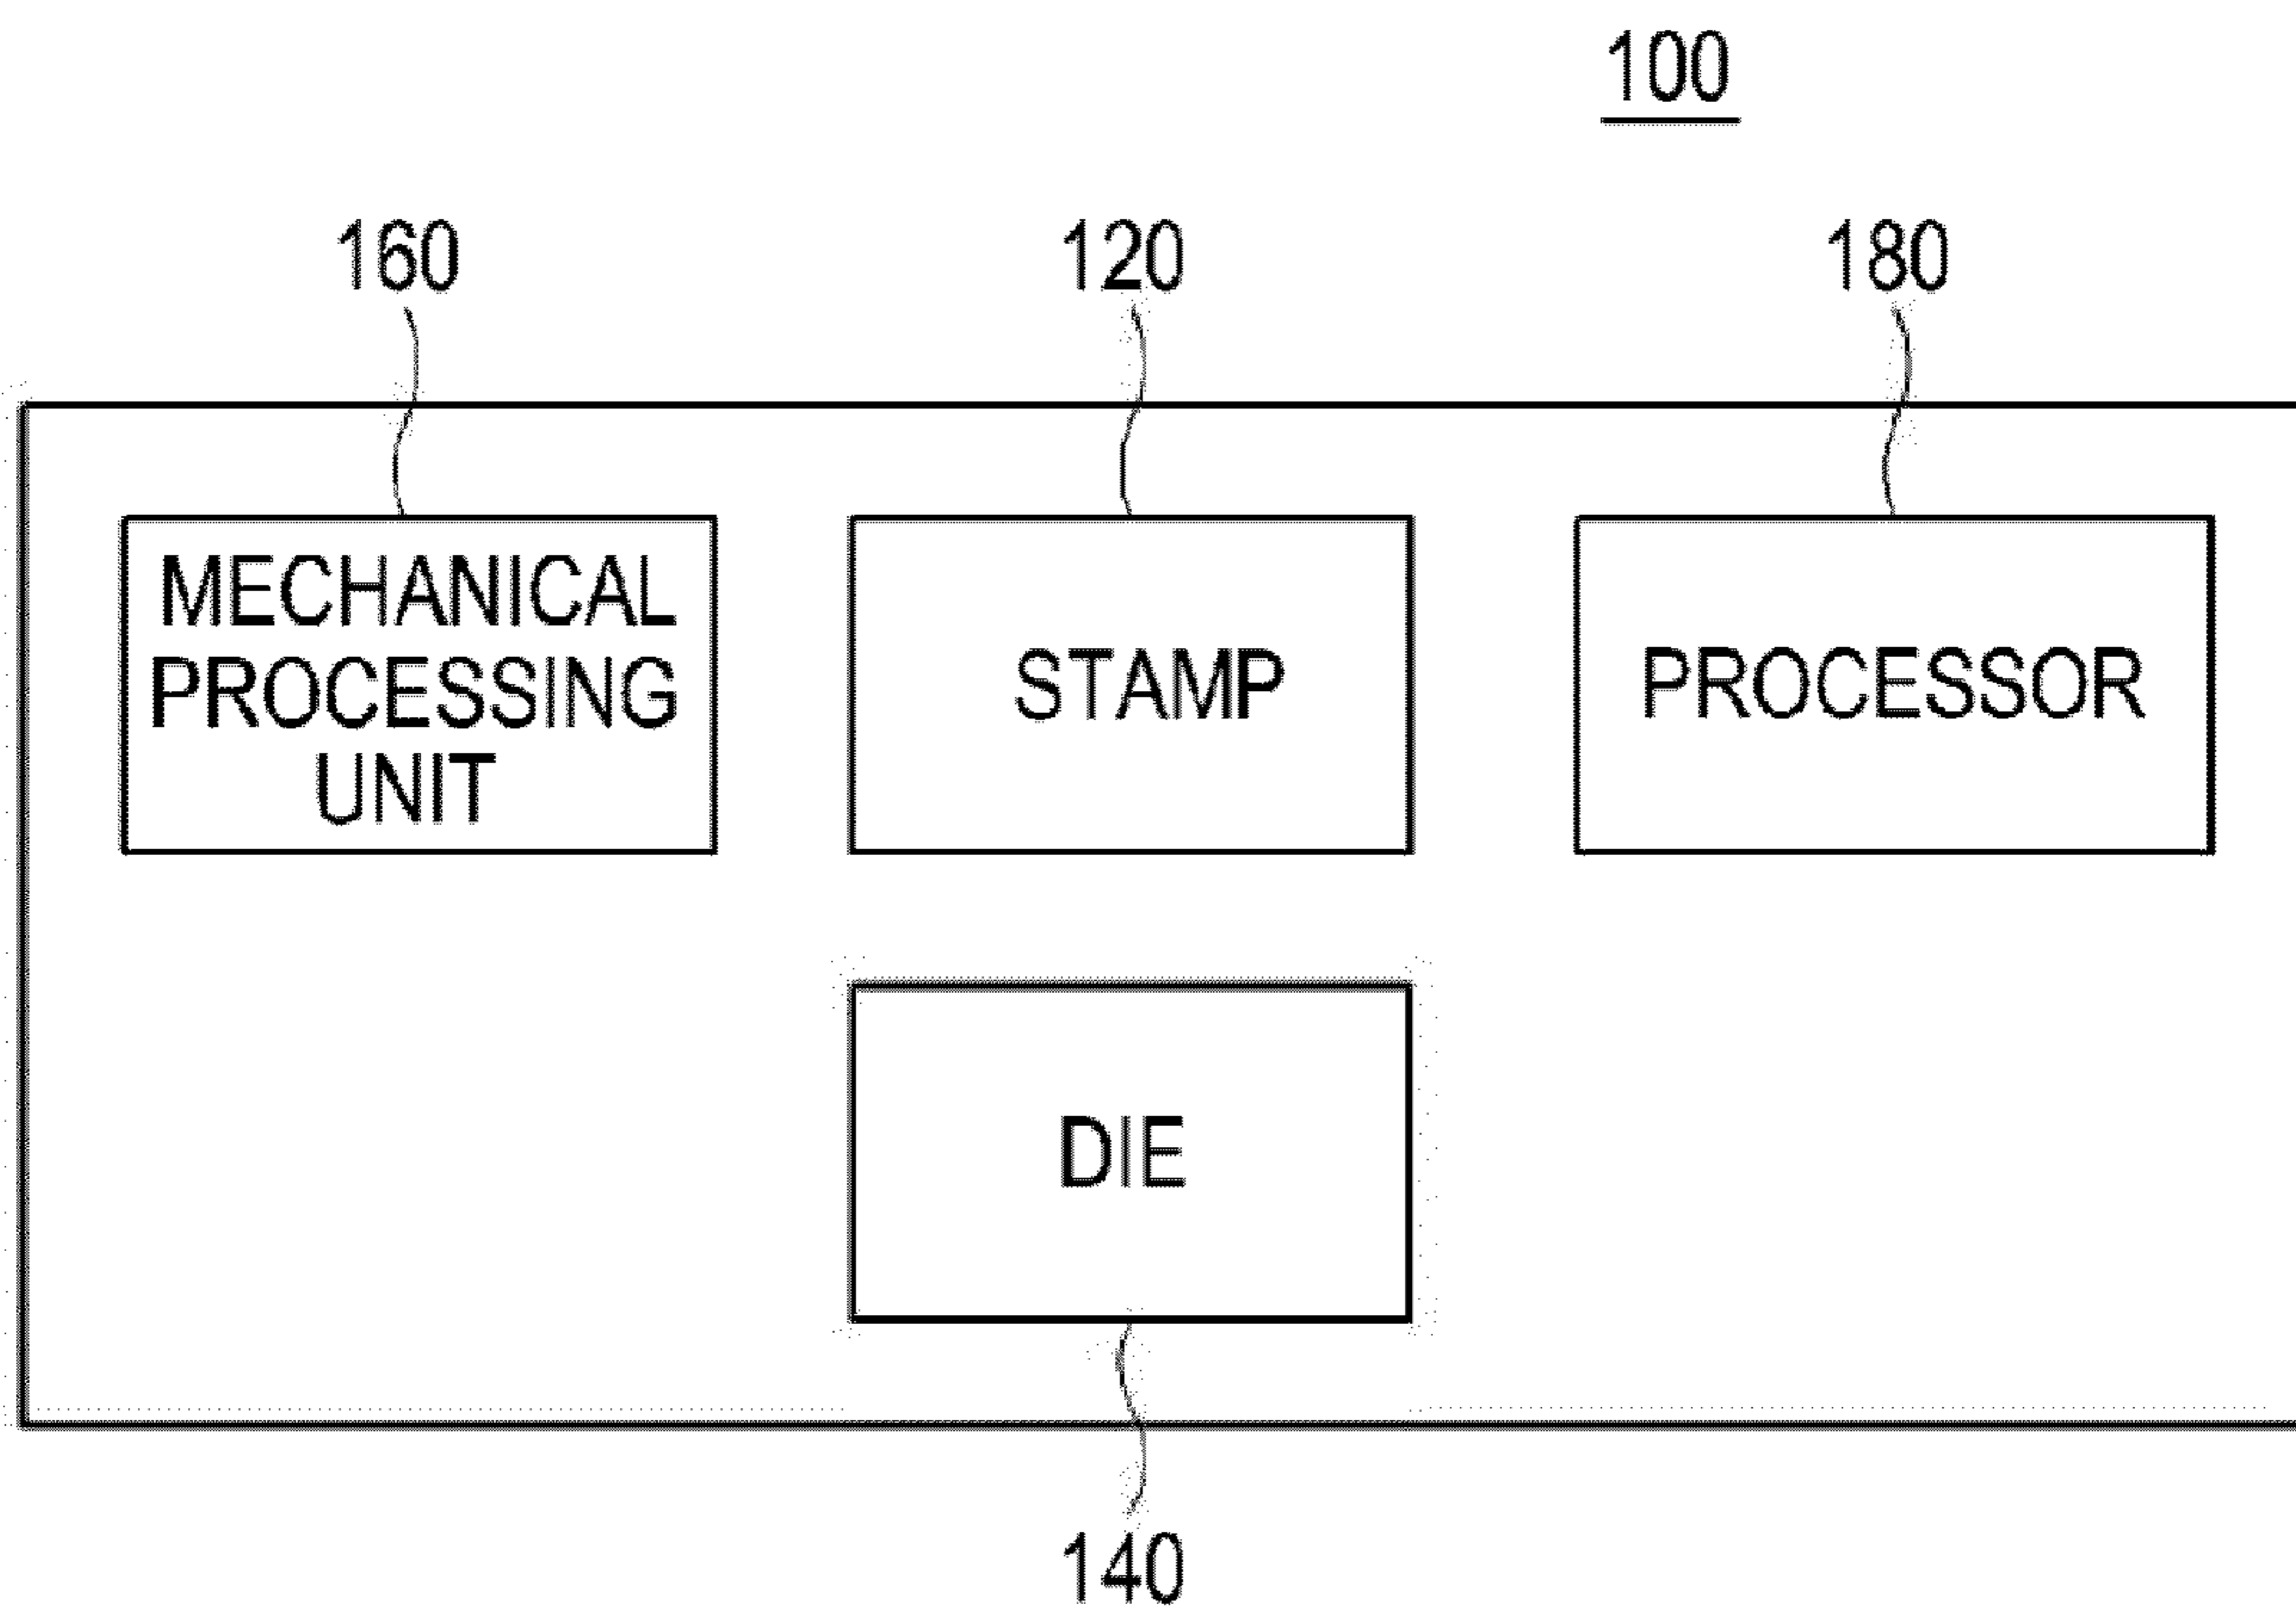 100
160
120
180
MECHANICAL
PROCESSING
UNIT
STAMP
PROCESSOR
DIE
140